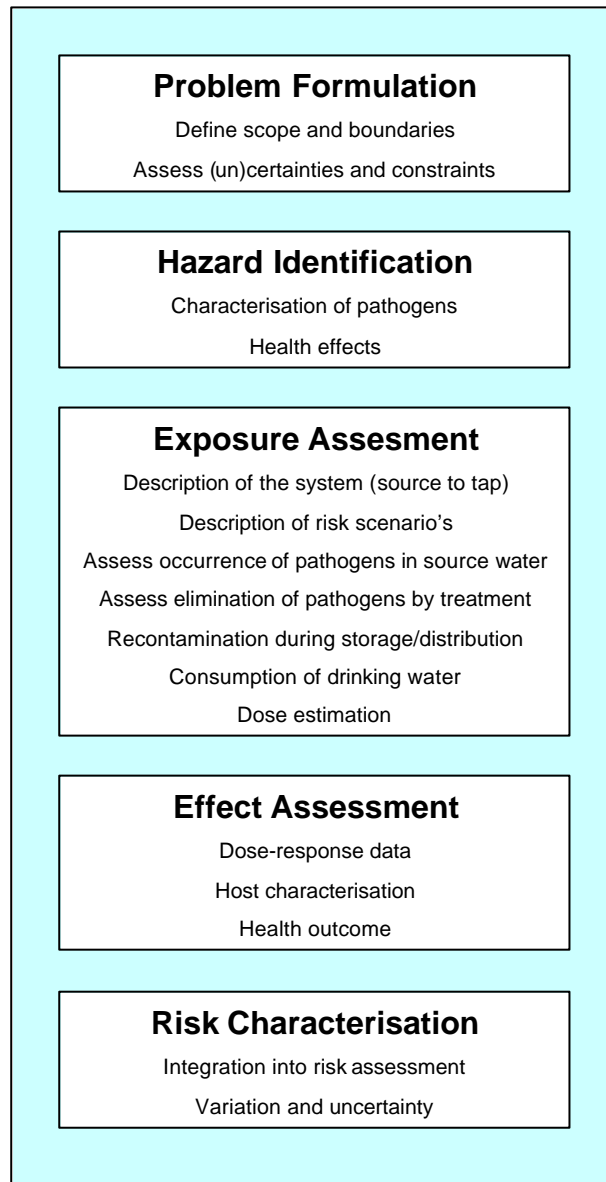 Problem Formulation
Define scope and boundaries
Assess (un)certainties and constraints
Hazard Identification
Characterisation of pathogens
Health effects
Exposure Assesment
Description of the system (source to tap)
Description of risk scenario's
Assess occurrence of pathogens in source water
Assess elimination of pathogens by treatment
Recontamination during storage/distribution
Consumption of drinking water
Dose estimation
Effect Assessment
Dose-response data
Host characterisation
Health outcome
Risk Characterisation
Integration into risk assessment
Variation and uncertainty